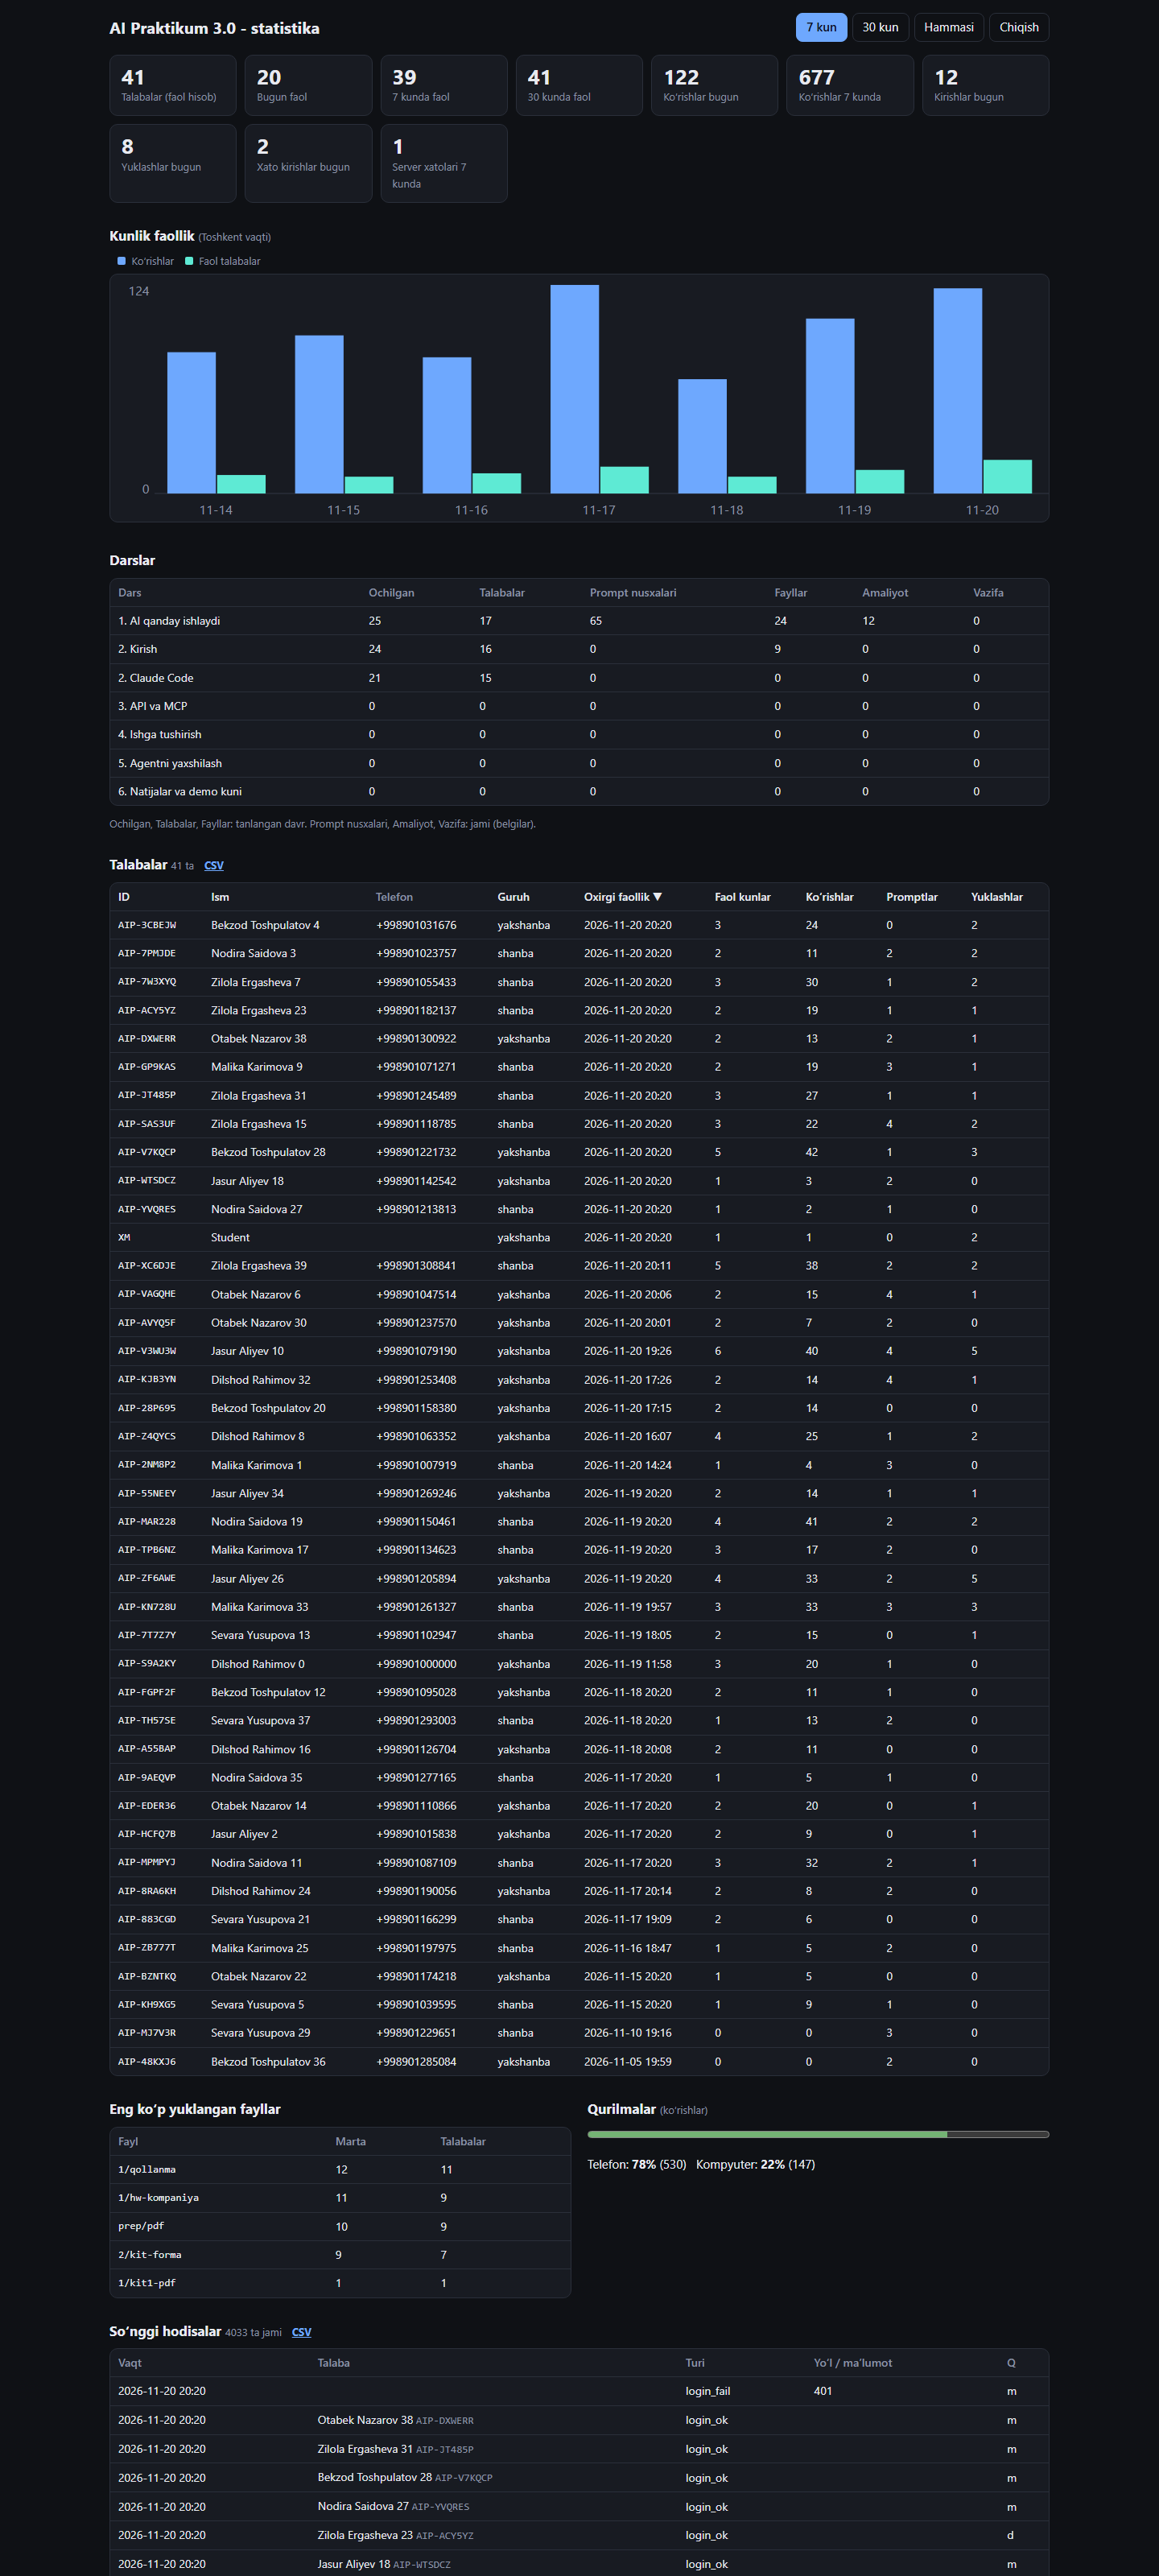 AI Praktikum 3.0 - statistika
7 kun 30 kun Hammasi Chiqish
41 20 39 41 122 677 12
Talabalar (faol hisob) Bugun faol 7 kunda faol 30 kunda faol Ko'rishlar bugun Ko'rishlar 7 kunda Kirishlar bugun
8 2 1
Yuklashlar bugun Xato kirishlar bugun Server xatolari 7 kunda
Kunlik faollik (Toshkent vaqti)
Ko'rishlar Faol talabalar
124
0
11-14 11-15 11-16 11-17 11-18 11-19 11-20
Darslar
Dars Ochilgan Talabalar Prompt nusxalari Fayllar Amaliyot Vazifa
1. AI qanday ishlaydi 25 17 65 24 12 0
2. Kirish 24 16 0 9 0 0
2. Claude Code 21 15 0 0 0 0
3. API va MCP 0 0 0 0 0 0
4. Ishga tushirish 0 0 0 0 0 0
5. Agentni yaxshilash 0 0 0 0 0 0
6. Natijalar va demo kuni 0 0 0 0 0 0
Ochilgan, Talabalar, Fayllar: tanlangan davr. Prompt nusxalari, Amaliyot, Vazifa: jami (belgilar).
Talabalar 41 ta CSV
ID Ism Telefon Guruh Oxirgi faollik ▼ Faol kunlar Ko'rishlar Promptlar Yuklashlar
AIP-3CBEJW Bekzod Toshpulatov 4 +998901031676 yakshanba 2026-11-20 20:20 3 24 0 2
AIP-7PMJDE Nodira Saidova 3 +998901023757 shanba 2026-11-20 20:20 2 11 2 2
AIP-7W3XYQ Zilola Ergasheva 7 +998901055433 shanba 2026-11-20 20:20 3 30 1 2
AIP-ACY5YZ Zilola Ergasheva 23 +998901182137 shanba 2026-11-20 20:20 2 19 1 1
AIP-DXWERR Otabek Nazarov 38 +998901300922 yakshanba 2026-11-20 20:20 2 13 2 1
AIP-GP9KAS Malika Karimova 9 +998901071271 shanba 2026-11-20 20:20 2 19 3 1
AIP-JT485P Zilola Ergasheva 31 +998901245489 shanba 2026-11-20 20:20 3 27 1 1
AIP-SAS3UF Zilola Ergasheva 15 +998901118785 shanba 2026-11-20 20:20 3 22 4 2
AIP-V7KQCP Bekzod Toshpulatov 28 +998901221732 yakshanba 2026-11-20 20:20 5 42 1 3
AIP-WTSDCZ Jasur Aliyev 18 +998901142542 yakshanba 2026-11-20 20:20 1 3 2 0
AIP-YVQRES Nodira Saidova 27 +998901213813 shanba 2026-11-20 20:20 1 2 1 0
XM Student yakshanba 2026-11-20 20:20 1 1 0 2
AIP-XC6DJE Zilola Ergasheva 39 +998901308841 shanba 2026-11-20 20:11 5 38 2 2
AIP-VAGQHE Otabek Nazarov 6 +998901047514 yakshanba 2026-11-20 20:06 2 15 4 1
AIP-AVYQ5F Otabek Nazarov 30 +998901237570 yakshanba 2026-11-20 20:01 2 7 2 0
AIP-V3WU3W Jasur Aliyev 10 +998901079190 yakshanba 2026-11-20 19:26 6 40 4 5
AIP-KJB3YN Dilshod Rahimov 32 +998901253408 yakshanba 2026-11-20 17:26 2 14 4 1
AIP-28P695 Bekzod Toshpulatov 20 +998901158380 yakshanba 2026-11-20 17:15 2 14 0 0
AIP-Z4QYCS Dilshod Rahimov 8 +998901063352 yakshanba 2026-11-20 16:07 4 25 1 2
AIP-2NM8P2 Malika Karimova 1 +998901007919 shanba 2026-11-20 14:24 1 4 3 0
AIP-55NEEY Jasur Aliyev 34 +998901269246 yakshanba 2026-11-19 20:20 2 14 1 1
AIP-MAR228 Nodira Saidova 19 +998901150461 shanba 2026-11-19 20:20 4 41 2 2
AIP-TPB6NZ Malika Karimova 17 +998901134623 shanba 2026-11-19 20:20 3 17 2 0
AIP-ZF6AWE Jasur Aliyev 26 +998901205894 yakshanba 2026-11-19 20:20 4 33 2 5
AIP-KN728U Malika Karimova 33 +998901261327 shanba 2026-11-19 19:57 3 33 3 3
AIP-7T7Z7Y Sevara Yusupova 13 +998901102947 shanba 2026-11-19 18:05 2 15 0 1
AIP-S9A2KY Dilshod Rahimov 0 +998901000000 yakshanba 2026-11-19 11:58 3 20 1 0
AIP-FGPF2F Bekzod Toshpulatov 12 +998901095028 yakshanba 2026-11-18 20:20 2 11 1 0
AIP-TH57SE Sevara Yusupova 37 +998901293003 shanba 2026-11-18 20:20 1 13 2 0
AIP-A55BAP Dilshod Rahimov 16 +998901126704 yakshanba 2026-11-18 20:08 2 11 0 0
AIP-9AEQVP Nodira Saidova 35 +998901277165 shanba 2026-11-17 20:20 1 5 1 0
AIP-EDER36 Otabek Nazarov 14 +998901110866 yakshanba 2026-11-17 20:20 2 20 0 1
AIP-HCFQ7B Jasur Aliyev 2 +998901015838 yakshanba 2026-11-17 20:20 2 9 0 1
AIP-MPMPYJ Nodira Saidova 11 +998901087109 shanba 2026-11-17 20:20 3 32 2 1
AIP-8RA6KH Dilshod Rahimov 24 +998901190056 yakshanba 2026-11-17 20:14 2 8 2 0
AIP-883CGD Sevara Yusupova 21 +998901166299 shanba 2026-11-17 19:09 2 6 0 0
AIP-ZB777T Malika Karimova 25 +998901197975 shanba 2026-11-16 18:47 1 5 2 0
AIP-BZNTKQ Otabek Nazarov 22 +998901174218 yakshanba 2026-11-15 20:20 1 5 0 0
AIP-KH9XG5 Sevara Yusupova 5 +998901039595 shanba 2026-11-15 20:20 1 9 1 0
AIP-MJ7V3R Sevara Yusupova 29 +998901229651 shanba 2026-11-10 19:16 0 0 3 0
AIP-48KXJ6 Bekzod Toshpulatov 36 +998901285084 yakshanba 2026-11-05 19:59 0 0 2 0
Eng ko'p yuklangan fayllar
Fayl Marta Talabalar
1/qollanma 12 11
1/hw-kompaniya 11 9
prep/pdf 10 9
2/kit-forma 9 7
1/kit1-pdf 1 1
Qurilmalar (ko'rishlar)
Telefon: 78% (530) Kompyuter: 22% (147)
So'nggi hodisalar 4033 ta jami CSV
Vaqt Talaba Turi Yo'l / ma'lumot Q
2026-11-20 20:20 login_fail 401 m
2026-11-20 20:20 Otabek Nazarov 38 AIP-DXWERR login_ok m
2026-11-20 20:20 Zilola Ergasheva 31 AIP-JT485P login_ok m
2026-11-20 20:20 Bekzod Toshpulatov 28 AIP-V7KQCP login_ok m
2026-11-20 20:20 Nodira Saidova 27 AIP-YVQRES login_ok m
2026-11-20 20:20 Zilola Ergasheva 23 AIP-ACY5YZ login_ok d
2026-11-20 20:20 Jasur Aliyev 18 AIP-WTSDCZ login_ok m